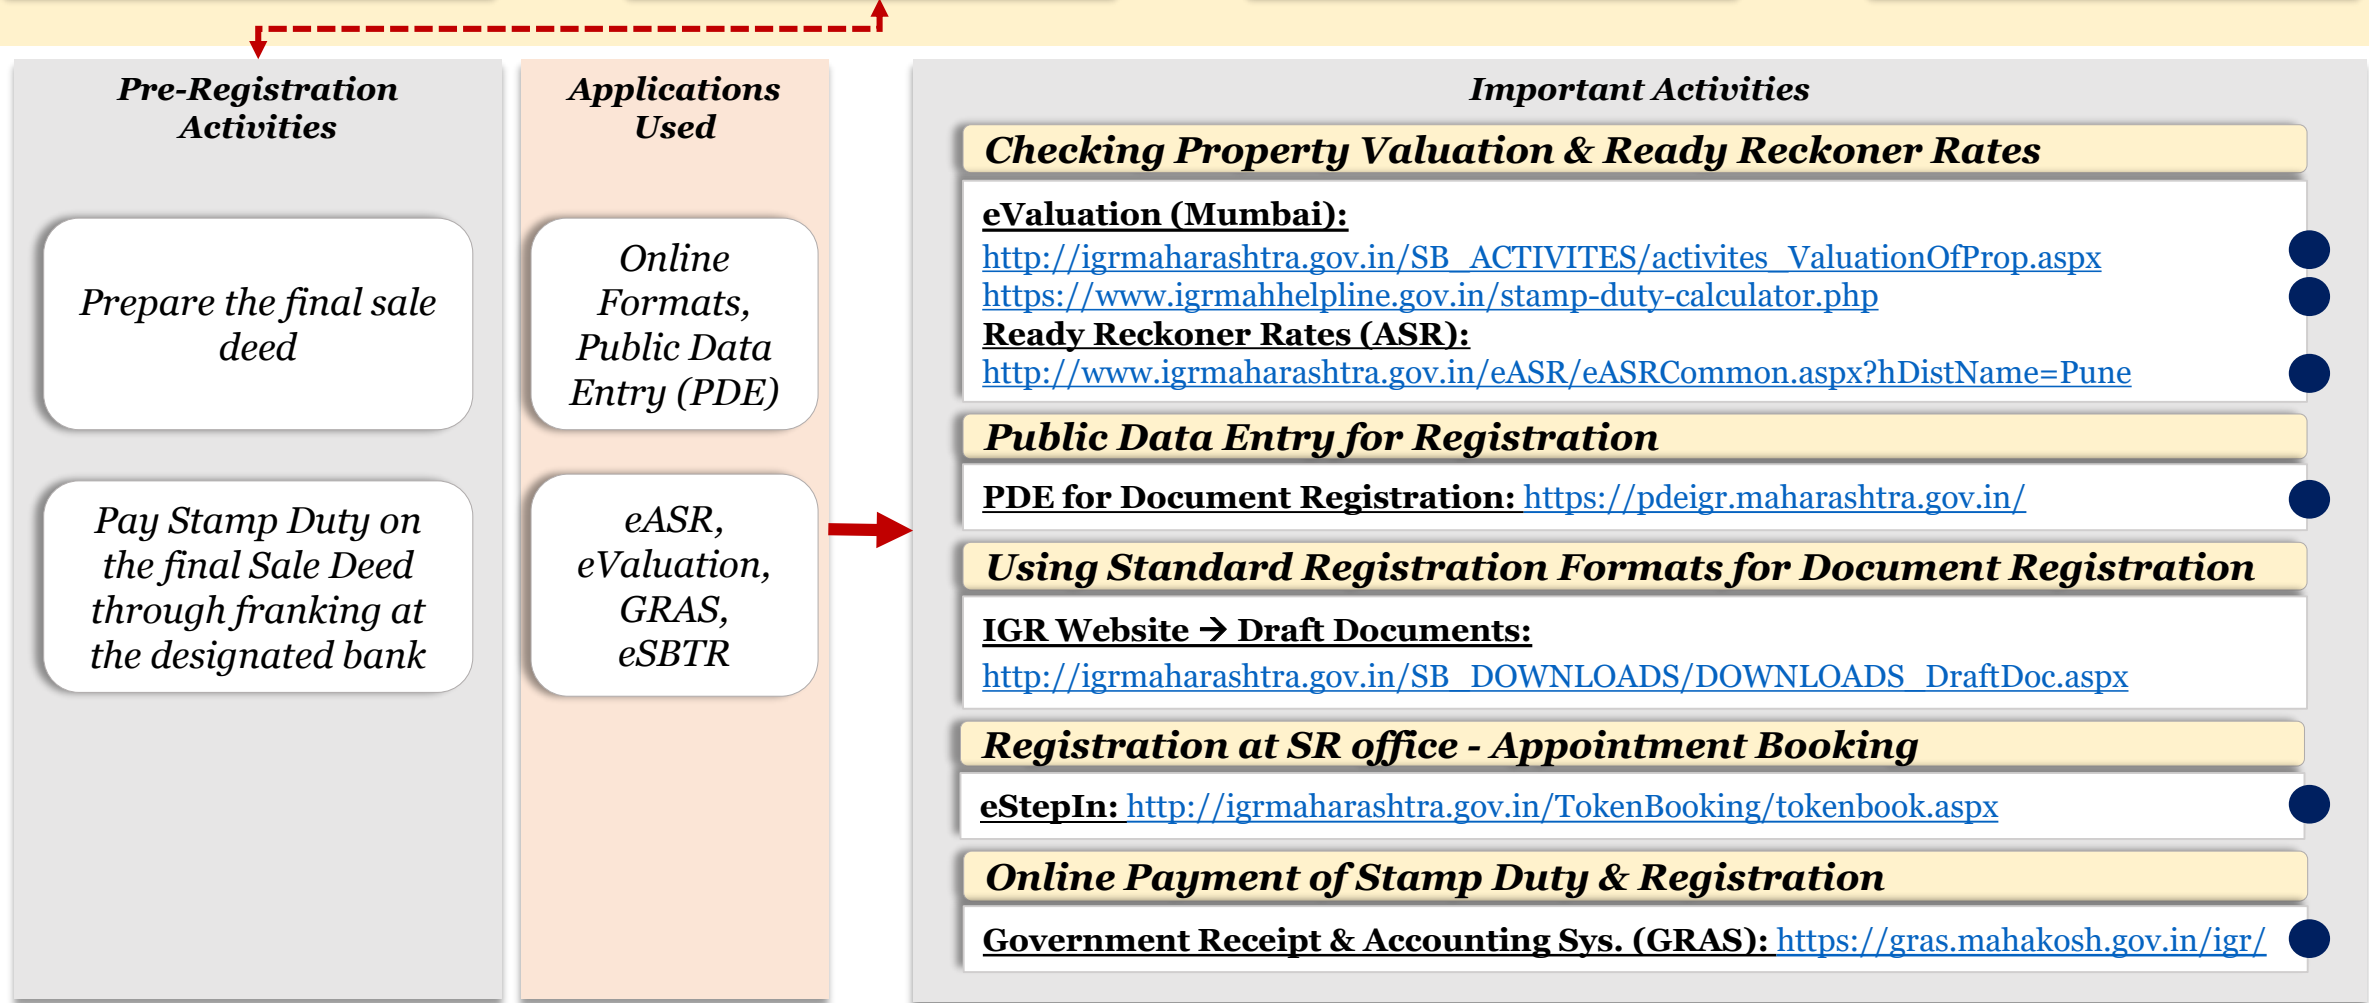 Pre-Registration
Activities
Prepare the final sale
deed
Pay Stamp Duty on
the final Sale Deed
through franking at
the designated bank
Applications
Used
Online
Formats,
Public Data
Entry (PDE)
eASR,
eValuation,
GRAS,
eSBTR
Important Activities
Checking Property Valuation & Ready Reckoner Rates
eValuation (Mumbai):
http://igrmaharashtra.gov.in/SB_ACTIVITES/activites_ValuationOfProp.aspx
https://www.igrmahhelpline.gov.in/stamp-duty-calculator.php
Ready Reckoner Rates (ASR):
http://www.igrmaharashtra.gov.in/eASR/eASRCommon.aspx?hDistName=Pune
Public Data Entry for Registration
PDE for Document Registration: https://pdeigr.maharashtra.gov.in/
Using Standard Registration Formats for Document Registration
IGR Website → Draft Documents:
http://igrmaharashtra.gov.in/SB_DOWNLOADS/DOWNLOADS_DraftDoc.aspx
Registration at SR office - Appointment Booking
eStepIn: http://igrmaharashtra.gov.in/TokenBooking/tokenbook.aspx
Online Payment of Stamp Duty & Registration
Government Receipt & Accounting Sys. (GRAS): https://gras.mahakosh.gov.in/igr/